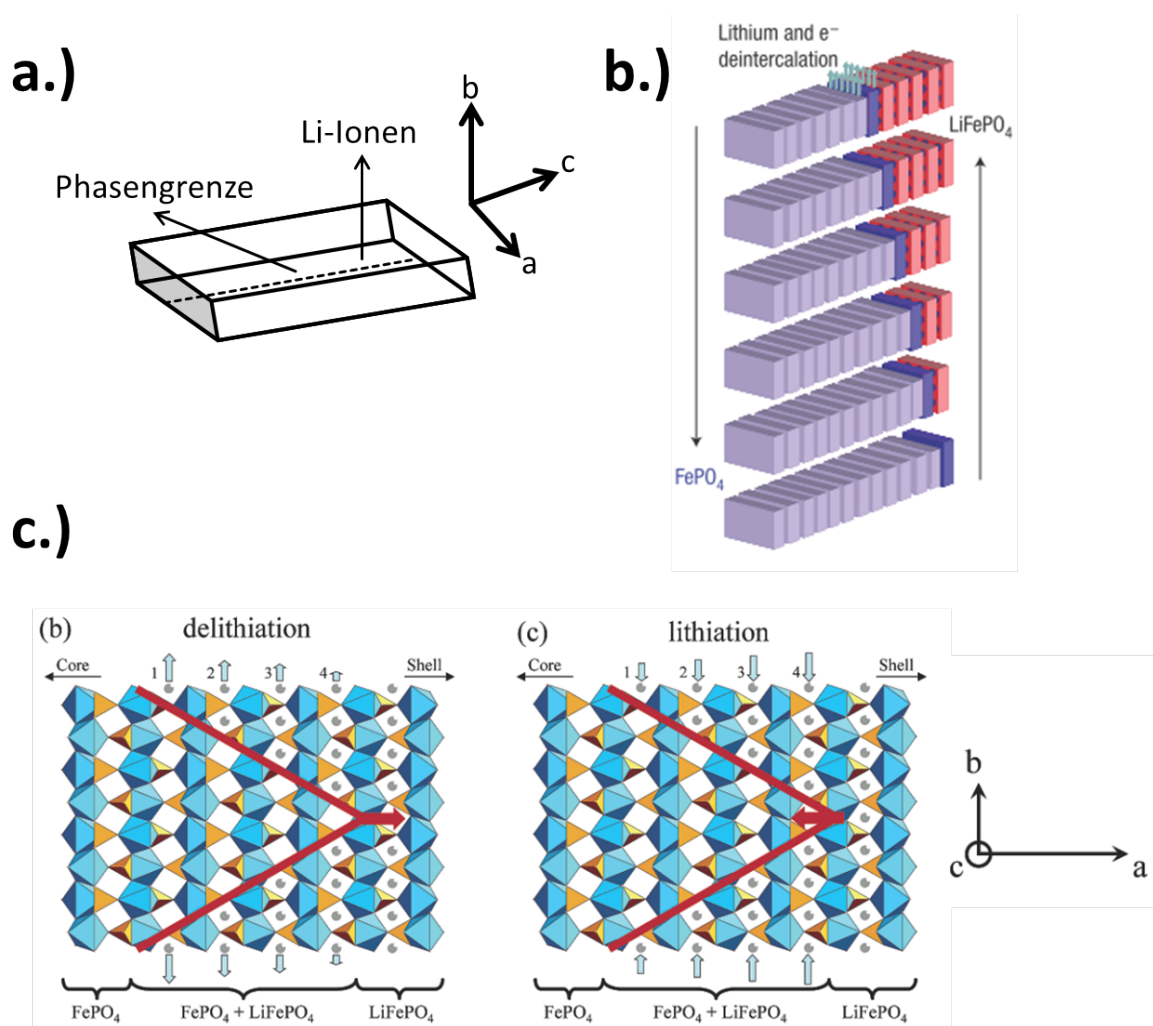 a.)
b
Li-Ionen
c
Phasengrenze
a
b.)
Lithium and e⁻
deintercalation
LiFePO₄
FePO₄
c.)
(b) delithiation
Core 1 2 3 4 Shell
FePO₄ FePO₄ + LiFePO₄ LiFePO₄
(c) lithiation
Core 1 2 3 4 Shell
FePO₄ FePO₄ + LiFePO₄ LiFePO₄
b
c
a